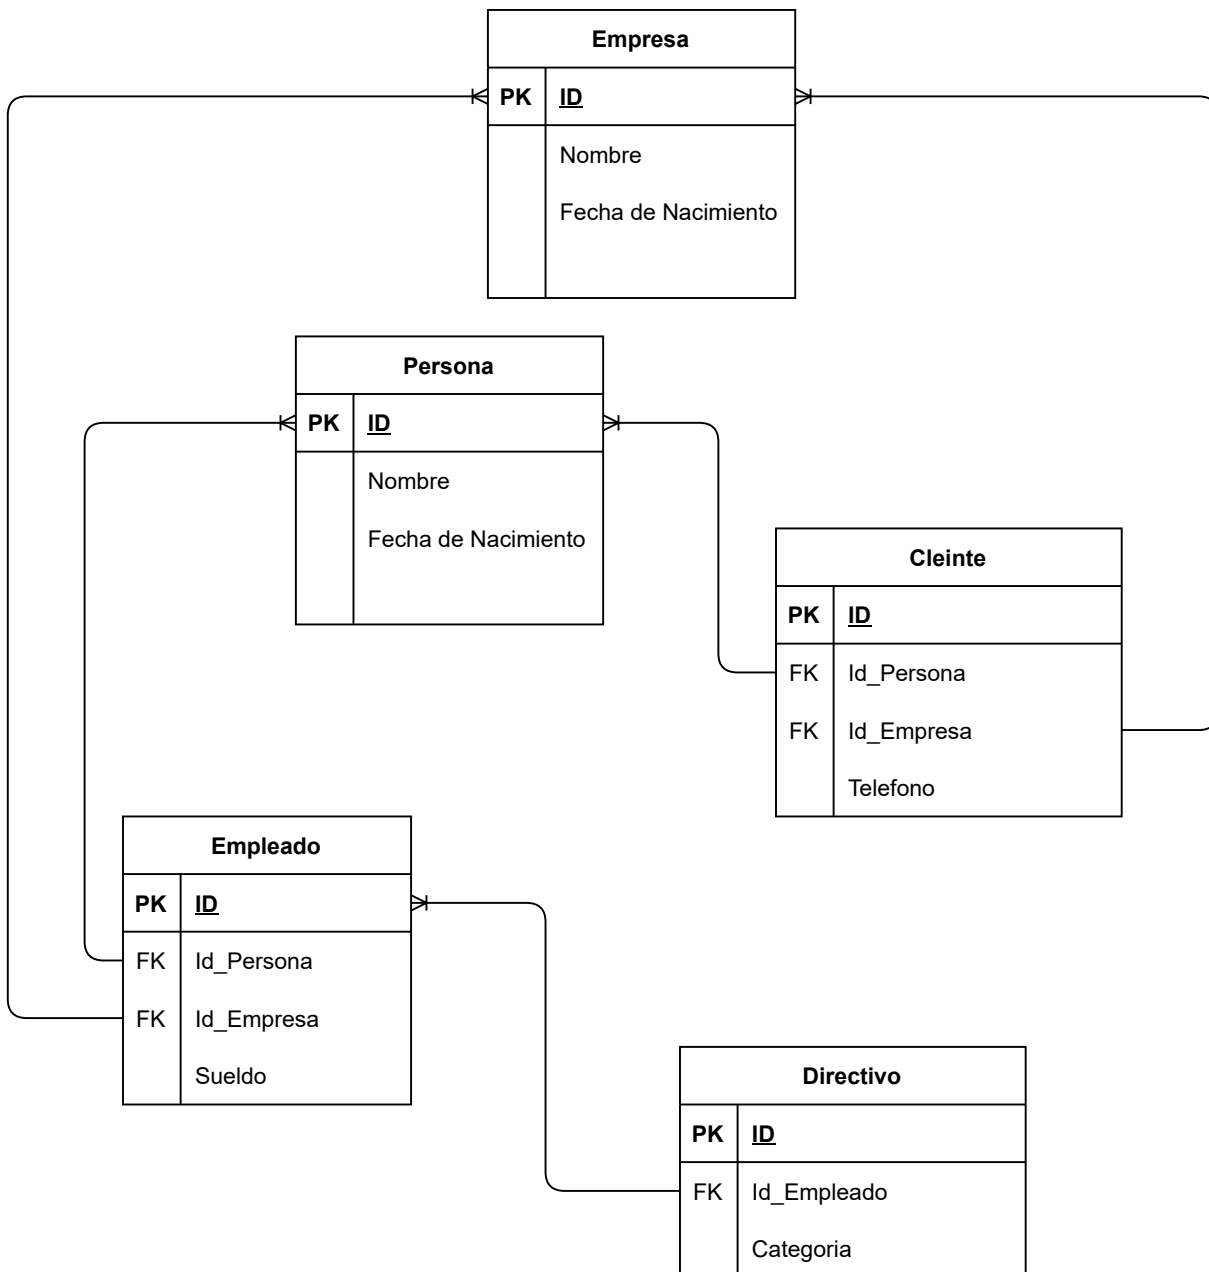 Empresa
PK ID
Nombre
Fecha de Nacimiento
Persona
PK ID
Nombre
Fecha de Nacimiento
Cleinte
PK ID
FK Id_Persona
FK Id_Empresa
Telefono
Empleado
PK ID
FK Id_Persona
FK Id_Empresa
Sueldo
Directivo
PK ID
FK Id_Empleado
Categoria